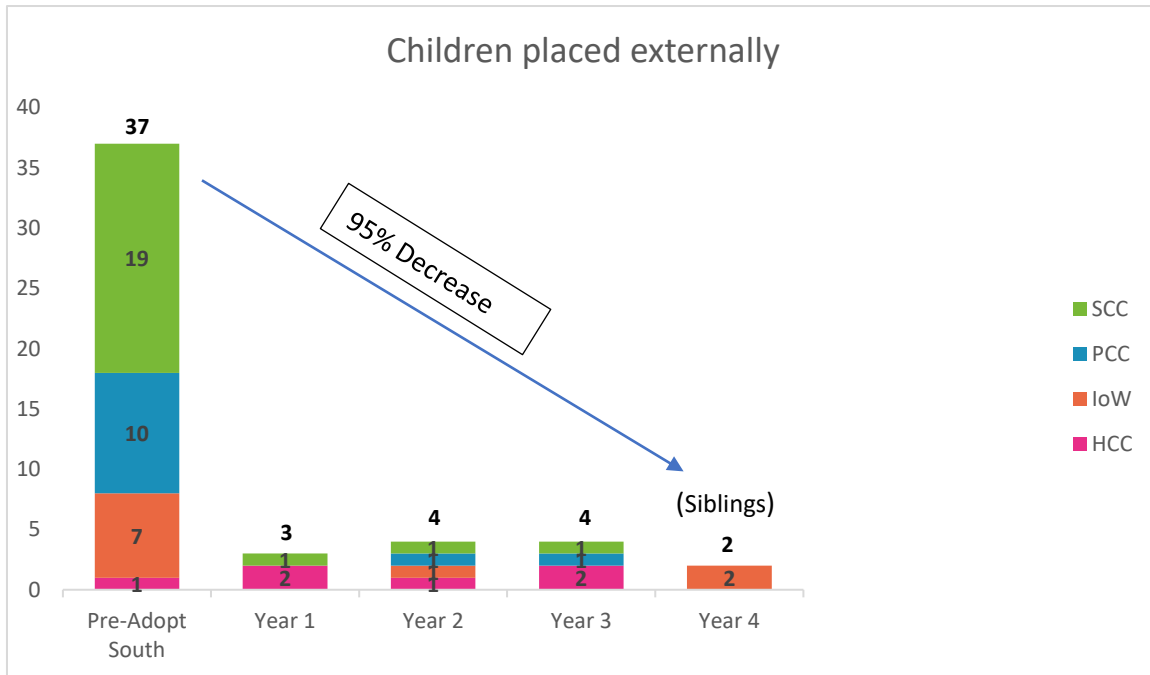 Children placed externally
40
35
30
25
20
15
10
5
0
37
19
10
7
1
3
1
2
4
1
1
1
1
4
1
1
2
(Siblings)
2
2
95% Decrease
Pre-Adopt
South
Year 1
Year 2
Year 3
Year 4
SCC
PCC
IoW
HCC